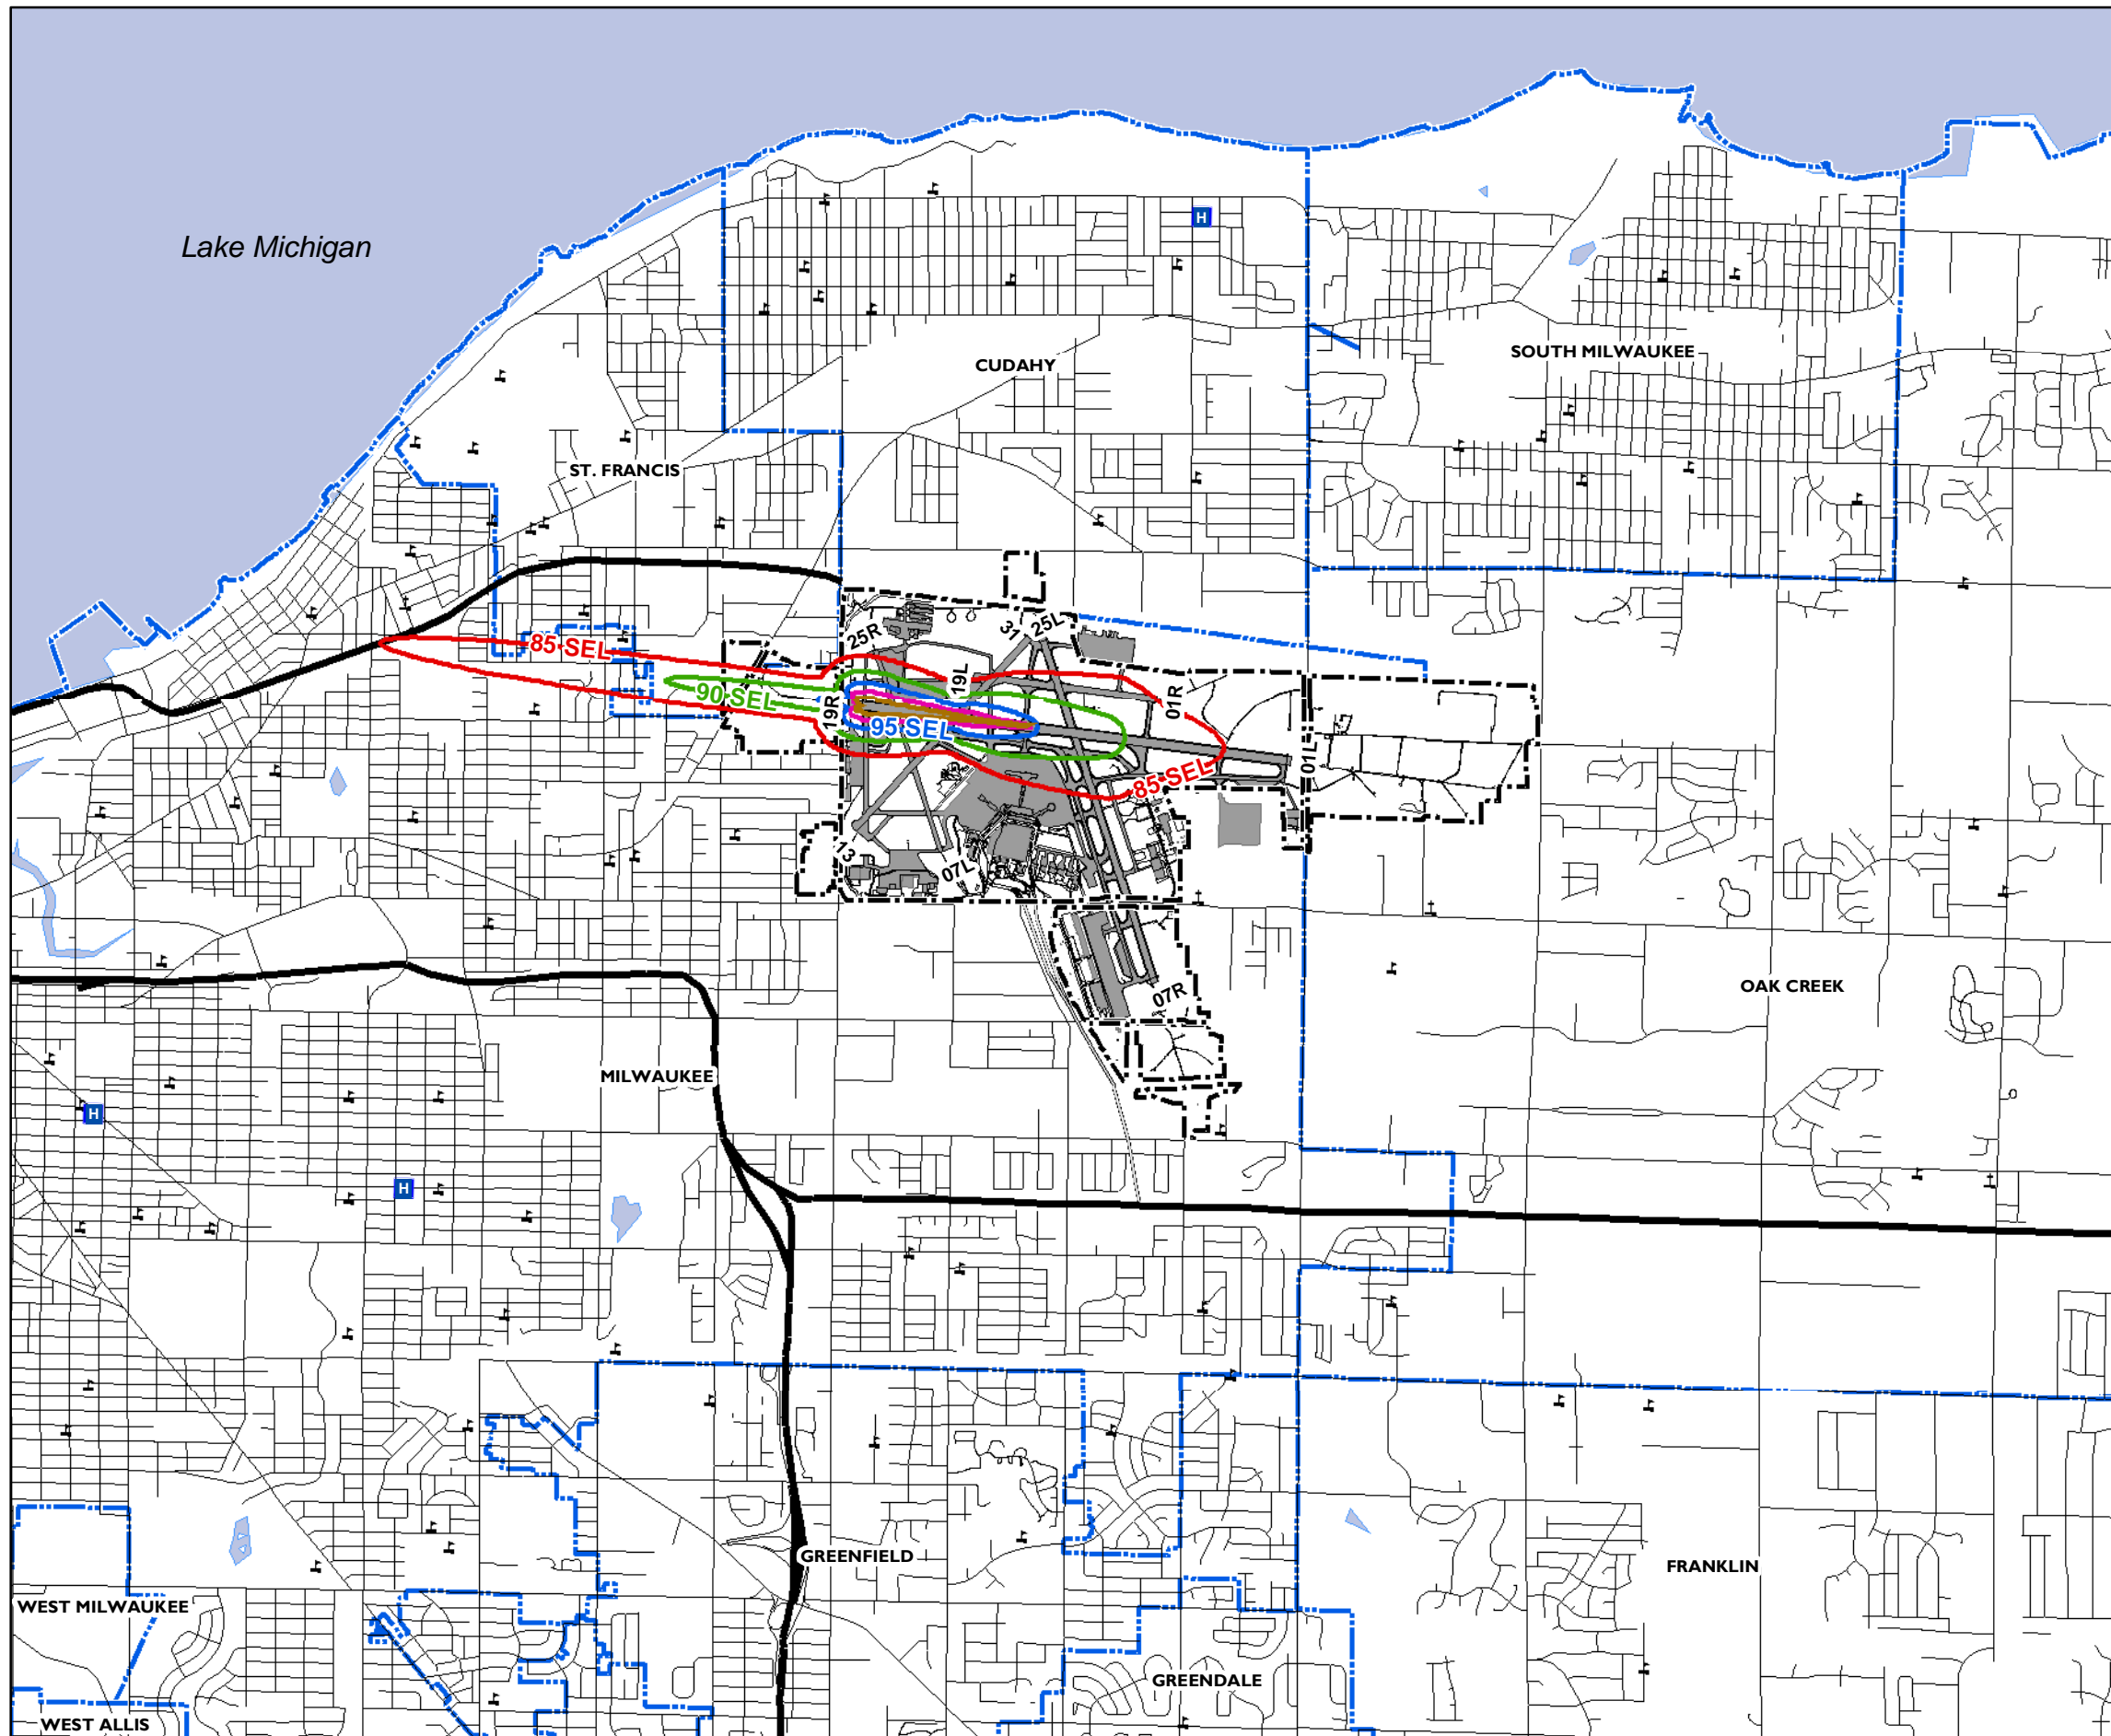 H
Lake Michigan
SOUTH MILWAUKEE
CUDAHY
ST. FRANCIS
25R
31
25L
85 SEL
90 SEL
19L
01R
19R
95 SEL
01L
85 SEL
13
07L
07R
OAK CREEK
MILWAUKEE
H
H
GREENFIELD
FRANKLIN
WEST MILWAUKEE
GREENDALE
WEST ALLIS